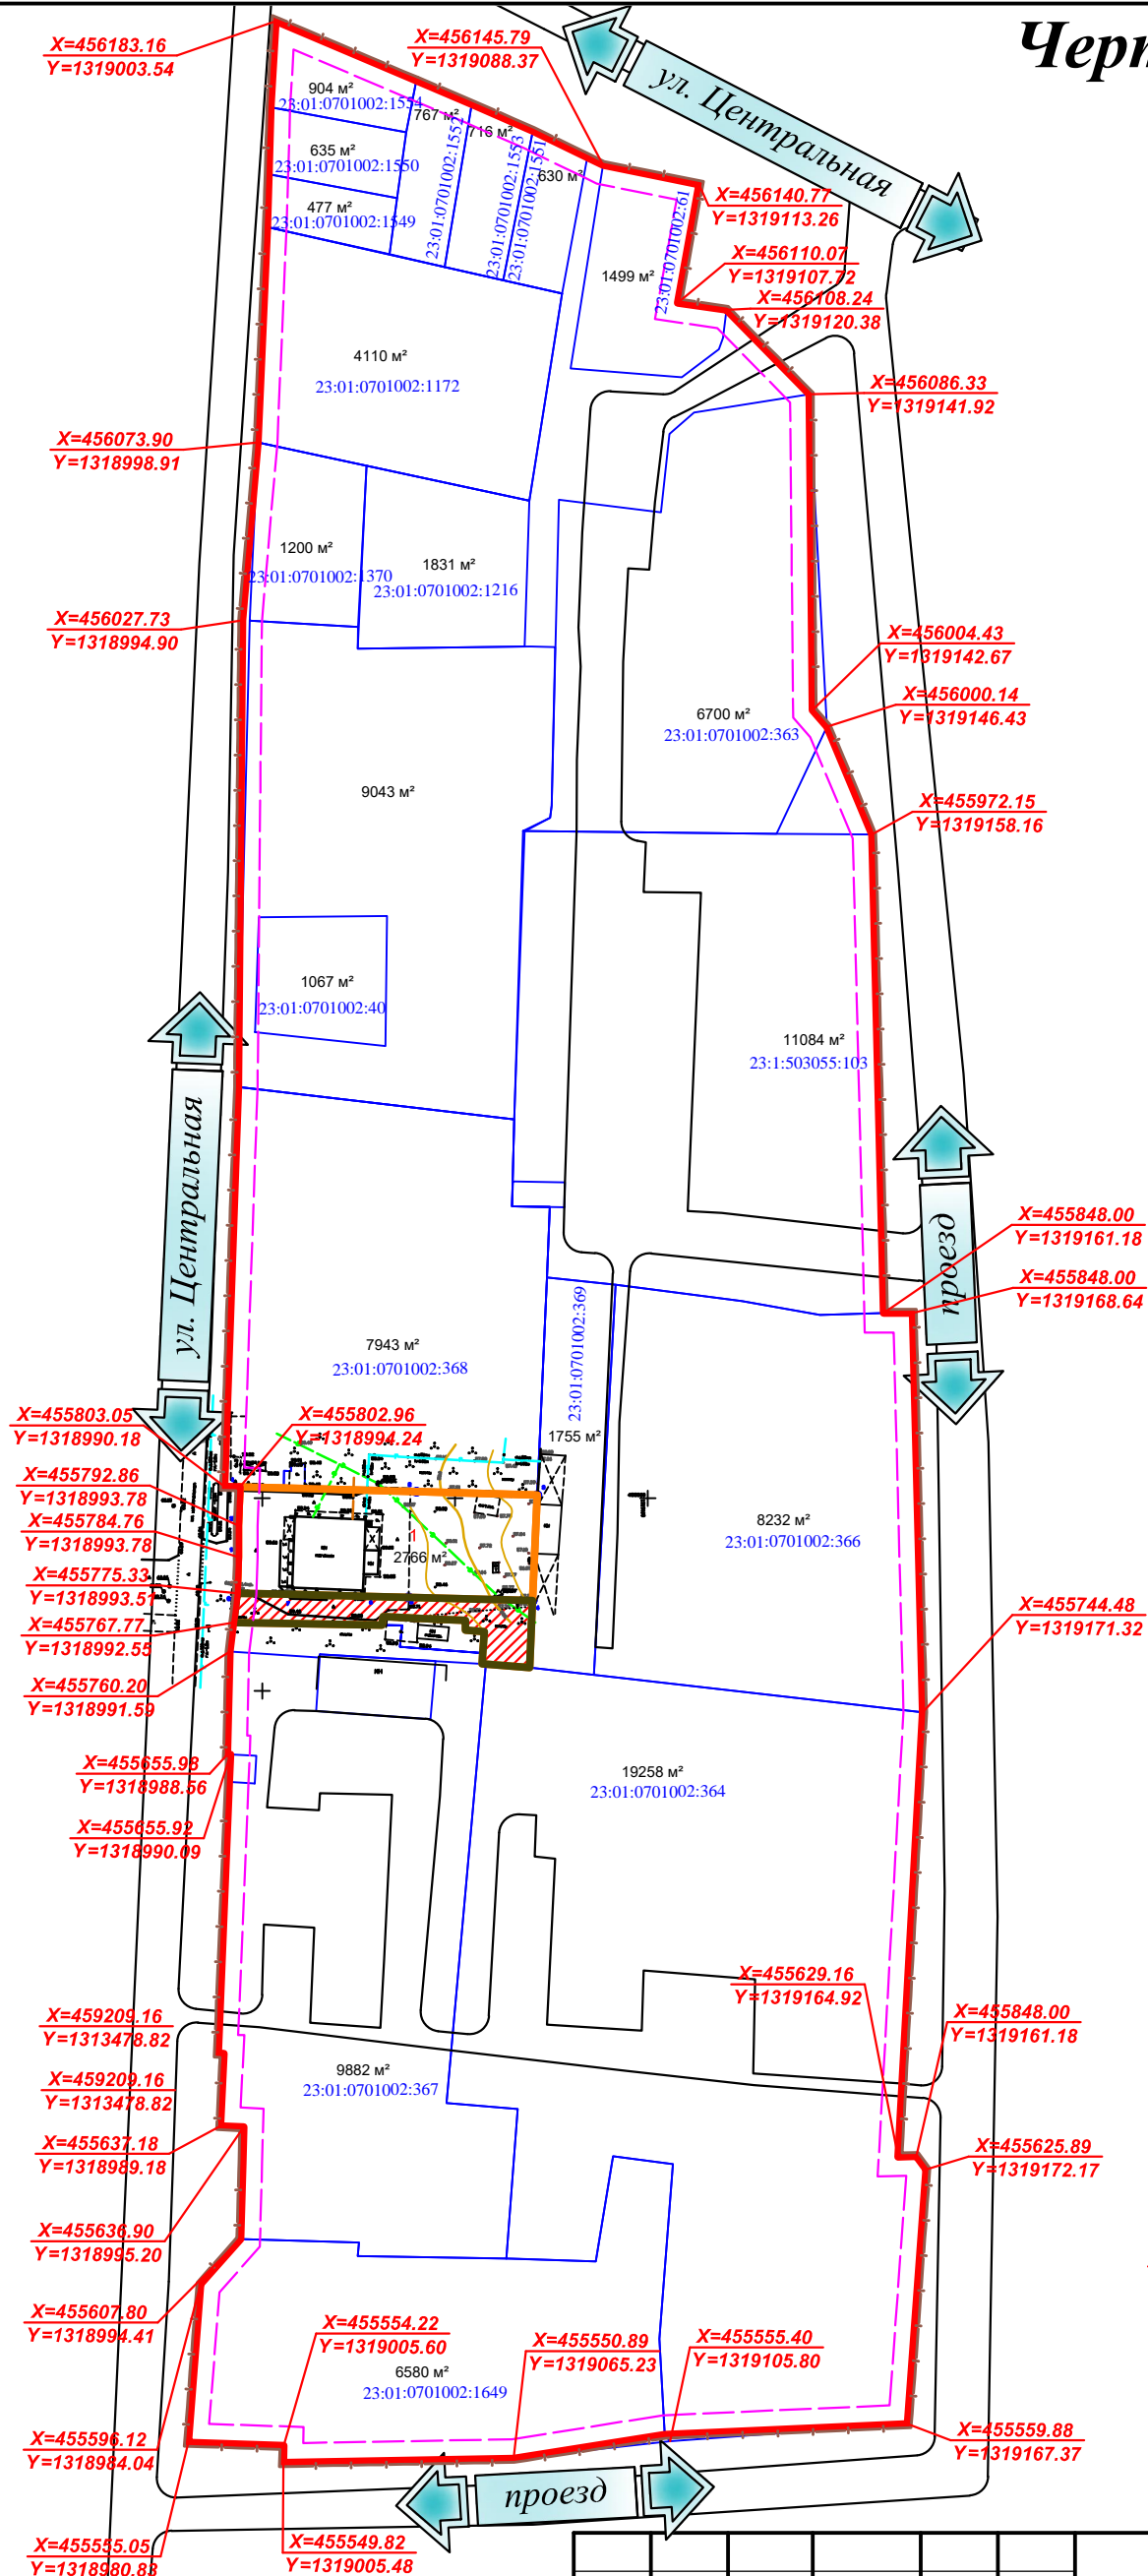 Черт
X=456183.16
Y=1319003.54
X=456145.79
Y=1319088.37
ул. Центральная
904 м²
23:01:0701002:1554
767 м²
23:01:0701002:1552
716 м²
23:01:0701002:1553
23:01:0701002:1551
630 м²
635 м²
23:01:0701002:1550
477 м²
23:01:0701002:1549
1499 м²
23:01:0701002:61
X=456140.77
Y=1319113.26
X=456110.07
Y=1319107.72
X=456108.24
Y=1319120.38
4110 м²
23:01:0701002:1172
X=456086.33
Y=1319141.92
X=456073.90
Y=1318998.91
1200 м²
23:01:0701002:1370
1831 м²
23:01:0701002:1216
X=456027.73
Y=1318994.90
X=456004.43
Y=1319142.67
X=456000.14
Y=1319146.43
6700 м²
23:01:0701002:363
9043 м²
X=455972.15
Y=1319158.16
1067 м²
23:01:0701002:40
11084 м²
23:1:503055:103
ул. Центральная
проезд
X=455848.00
Y=1319161.18
X=455848.00
Y=1319168.64
7943 м²
23:01:0701002:368
23:01:0701002:369
1755 м²
X=455803.05
Y=1318990.18
X=455802.96
Y=1318994.24
X=455792.86
Y=1318993.78
X=455784.76
Y=1318993.78
8232 м²
23:01:0701002:366
1
2766 м²
X=455775.33
Y=1318993.51
X=455767.77
Y=1318992.55
X=455744.48
Y=1319171.32
X=455760.20
Y=1318991.59
X=455655.98
Y=1318988.56
19258 м²
23:01:0701002:364
X=455655.92
Y=1318990.09
X=455629.16
Y=1319164.92
X=459209.16
Y=1313478.82
X=455848.00
Y=1319161.18
9882 м²
23:01:0701002:367
X=459209.16
Y=1313478.82
X=455637.18
Y=1318989.18
X=455625.89
Y=1319172.17
X=455636.90
Y=1318995.20
X=455607.80
Y=1318994.41
X=455554.22
Y=1319005.60
X=455550.89
Y=1319065.23
X=455555.40
Y=1319105.80
6580 м²
23:01:0701002:1649
X=455596.12
Y=1318984.04
X=455559.88
Y=1319167.37
проезд
X=455555.05
Y=1318980.83
X=455549.82
Y=1319005.48